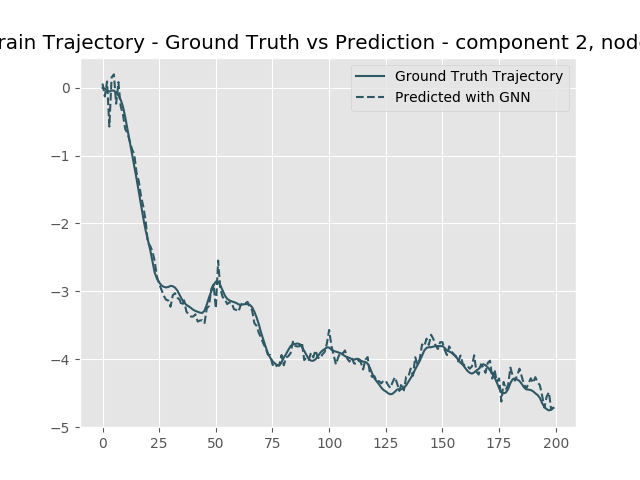 rain Trajectory - Ground Truth vs Prediction - component 2, nod
Ground Truth Trajectory
Predicted with GNN
0
−1
−2
−3
−4
−5
0 25 50 75 100 125 150 175 200